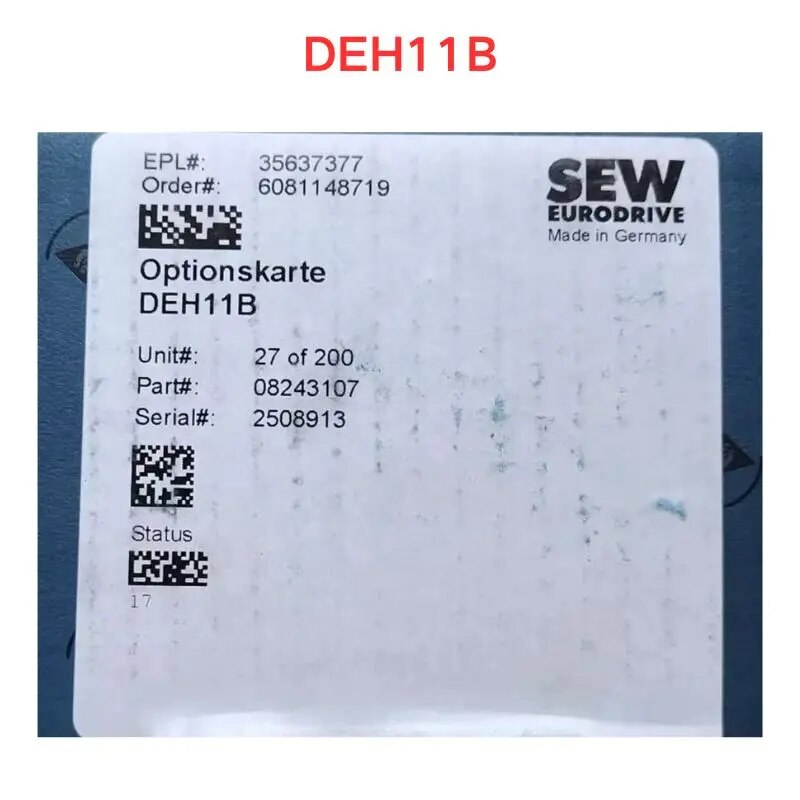 DEH11B
EPL#: 35637377
Order#: 6081148719
SEW
EURODRIVE
Made in Germany
Optionskarte
DEH11B
Unit#: 27 of 200
Part#: 08243107
Serial#: 2508913
Status
17